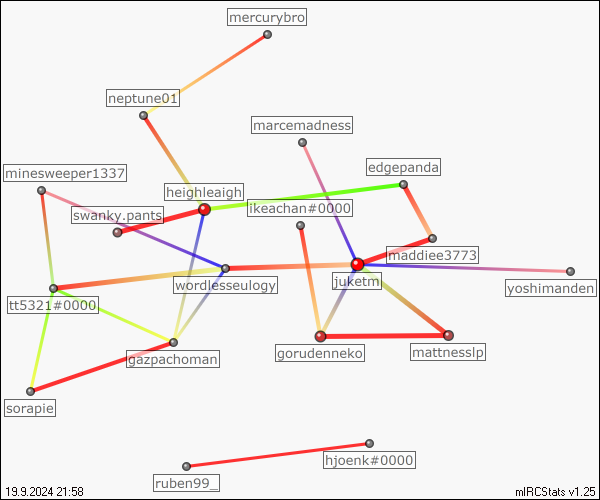 mercurybro
neptune01
marcemadness
edgepanda
minesweeper1337
heighleaigh
swanky.pants
ikeachan#0000
maddiee3773
juketm
wordlesseulogy
yoshimanden
tt5321#0000
gazpachoman
gorudenneko
mattnesslp
sorapie
hjoenk#0000
ruben99_
19.9.2024 21:58
mIRCStats v1.25